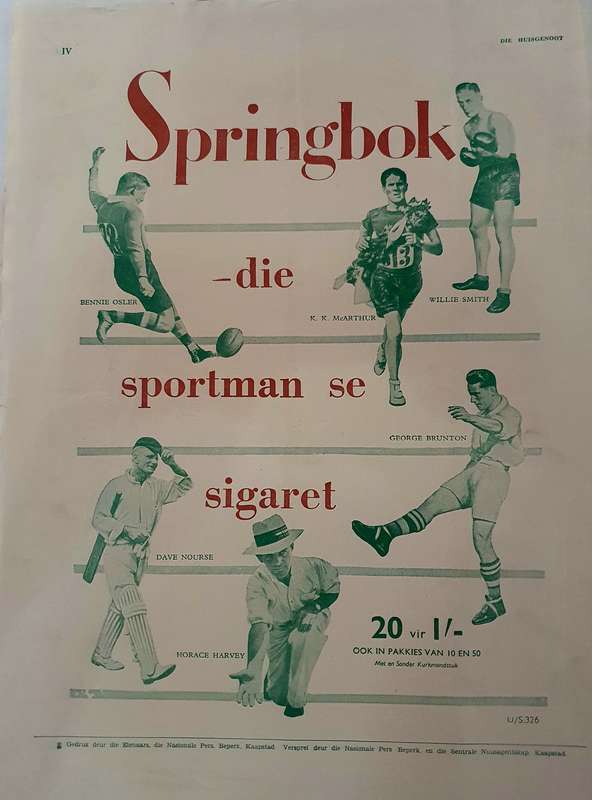 IV
DIE HUISGENOOT
Springbok
BENNIE OSLER
K. K. McARTHUR
WILLIE SMITH
–die
sportman se
GEORGE BRUNTON
sigaret
DAVE NOURSE
HORACE HARVEY
20 vir 1/-
OOK IN PAKKIES VAN 10 EN 50
Met en Sonder Kurkmondstuk
U/S.326
Gedruk deur die Eienaars, die Nasionale Pers, Beperk, Kaapstad. Versprei deur die Nasionale Pers Beperk, en die Sentrale Nuusagentskap, Kaapstad.